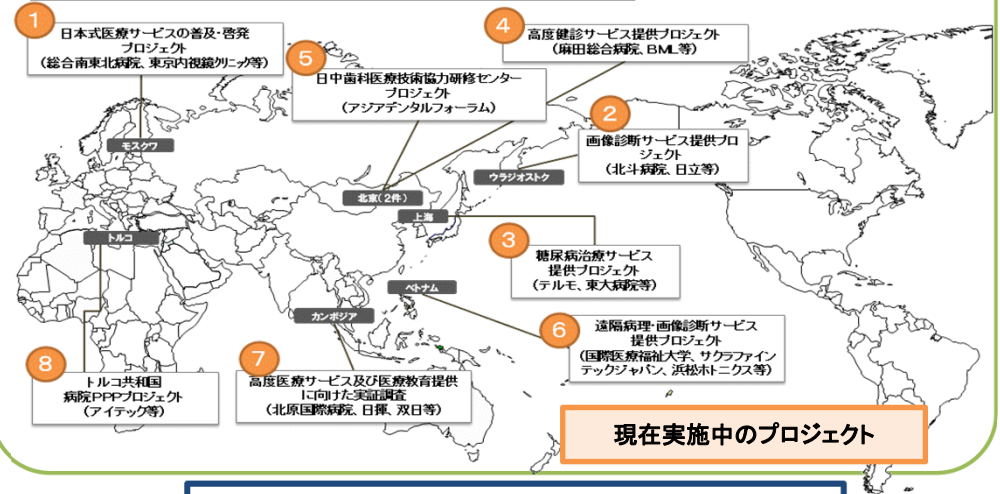 1
日本式医療サービスの普及・啓発
プロジェクト
(総合南東北病院、東京内視鏡クリニック等)
モスクワ
4
高度健診サービス提供プロジェクト
(麻田総合病院、BML等)
5
日中歯科医療技術協力研修センター
プロジェクト
(アジアデンタルフォーラム)
2
画像診断サービス提供プロ
ジェクト
(北斗病院、日立等)
ウラジオストク
北京(2件)
上海
トルコ
3
糖尿病治療サービス
提供プロジェクト
(テルモ、東大病院等)
ベトナム
カンボジア
6
遠隔病理・画像診断サービス
提供プロジェクト
(国際医療福祉大学、サクラファイン
テックジャパン、浜松ホトニクス等)
8
トルコ共和国
病院PPPプロジェクト
(アイテック等)
7
高度医療サービス及び医療教育提供
に向けた実証調査
(北原国際病院、日揮、双日等)
現在実施中のプロジェクト